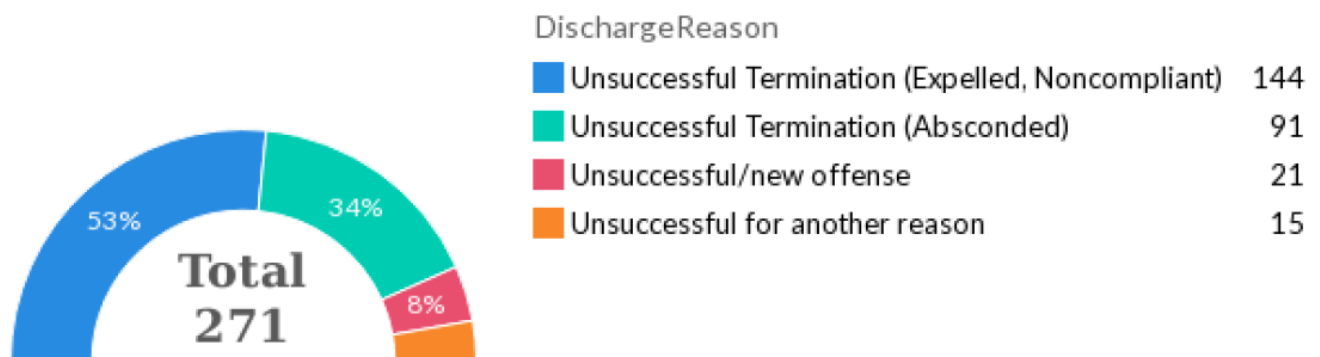 DischargeReason
Unsuccessful Termination (Expelled, Noncompliant) 144
Unsuccessful Termination (Absconded) 91
Unsuccessful/new offense 21
Unsuccessful for another reason 15
53%
34%
8%
Total
271